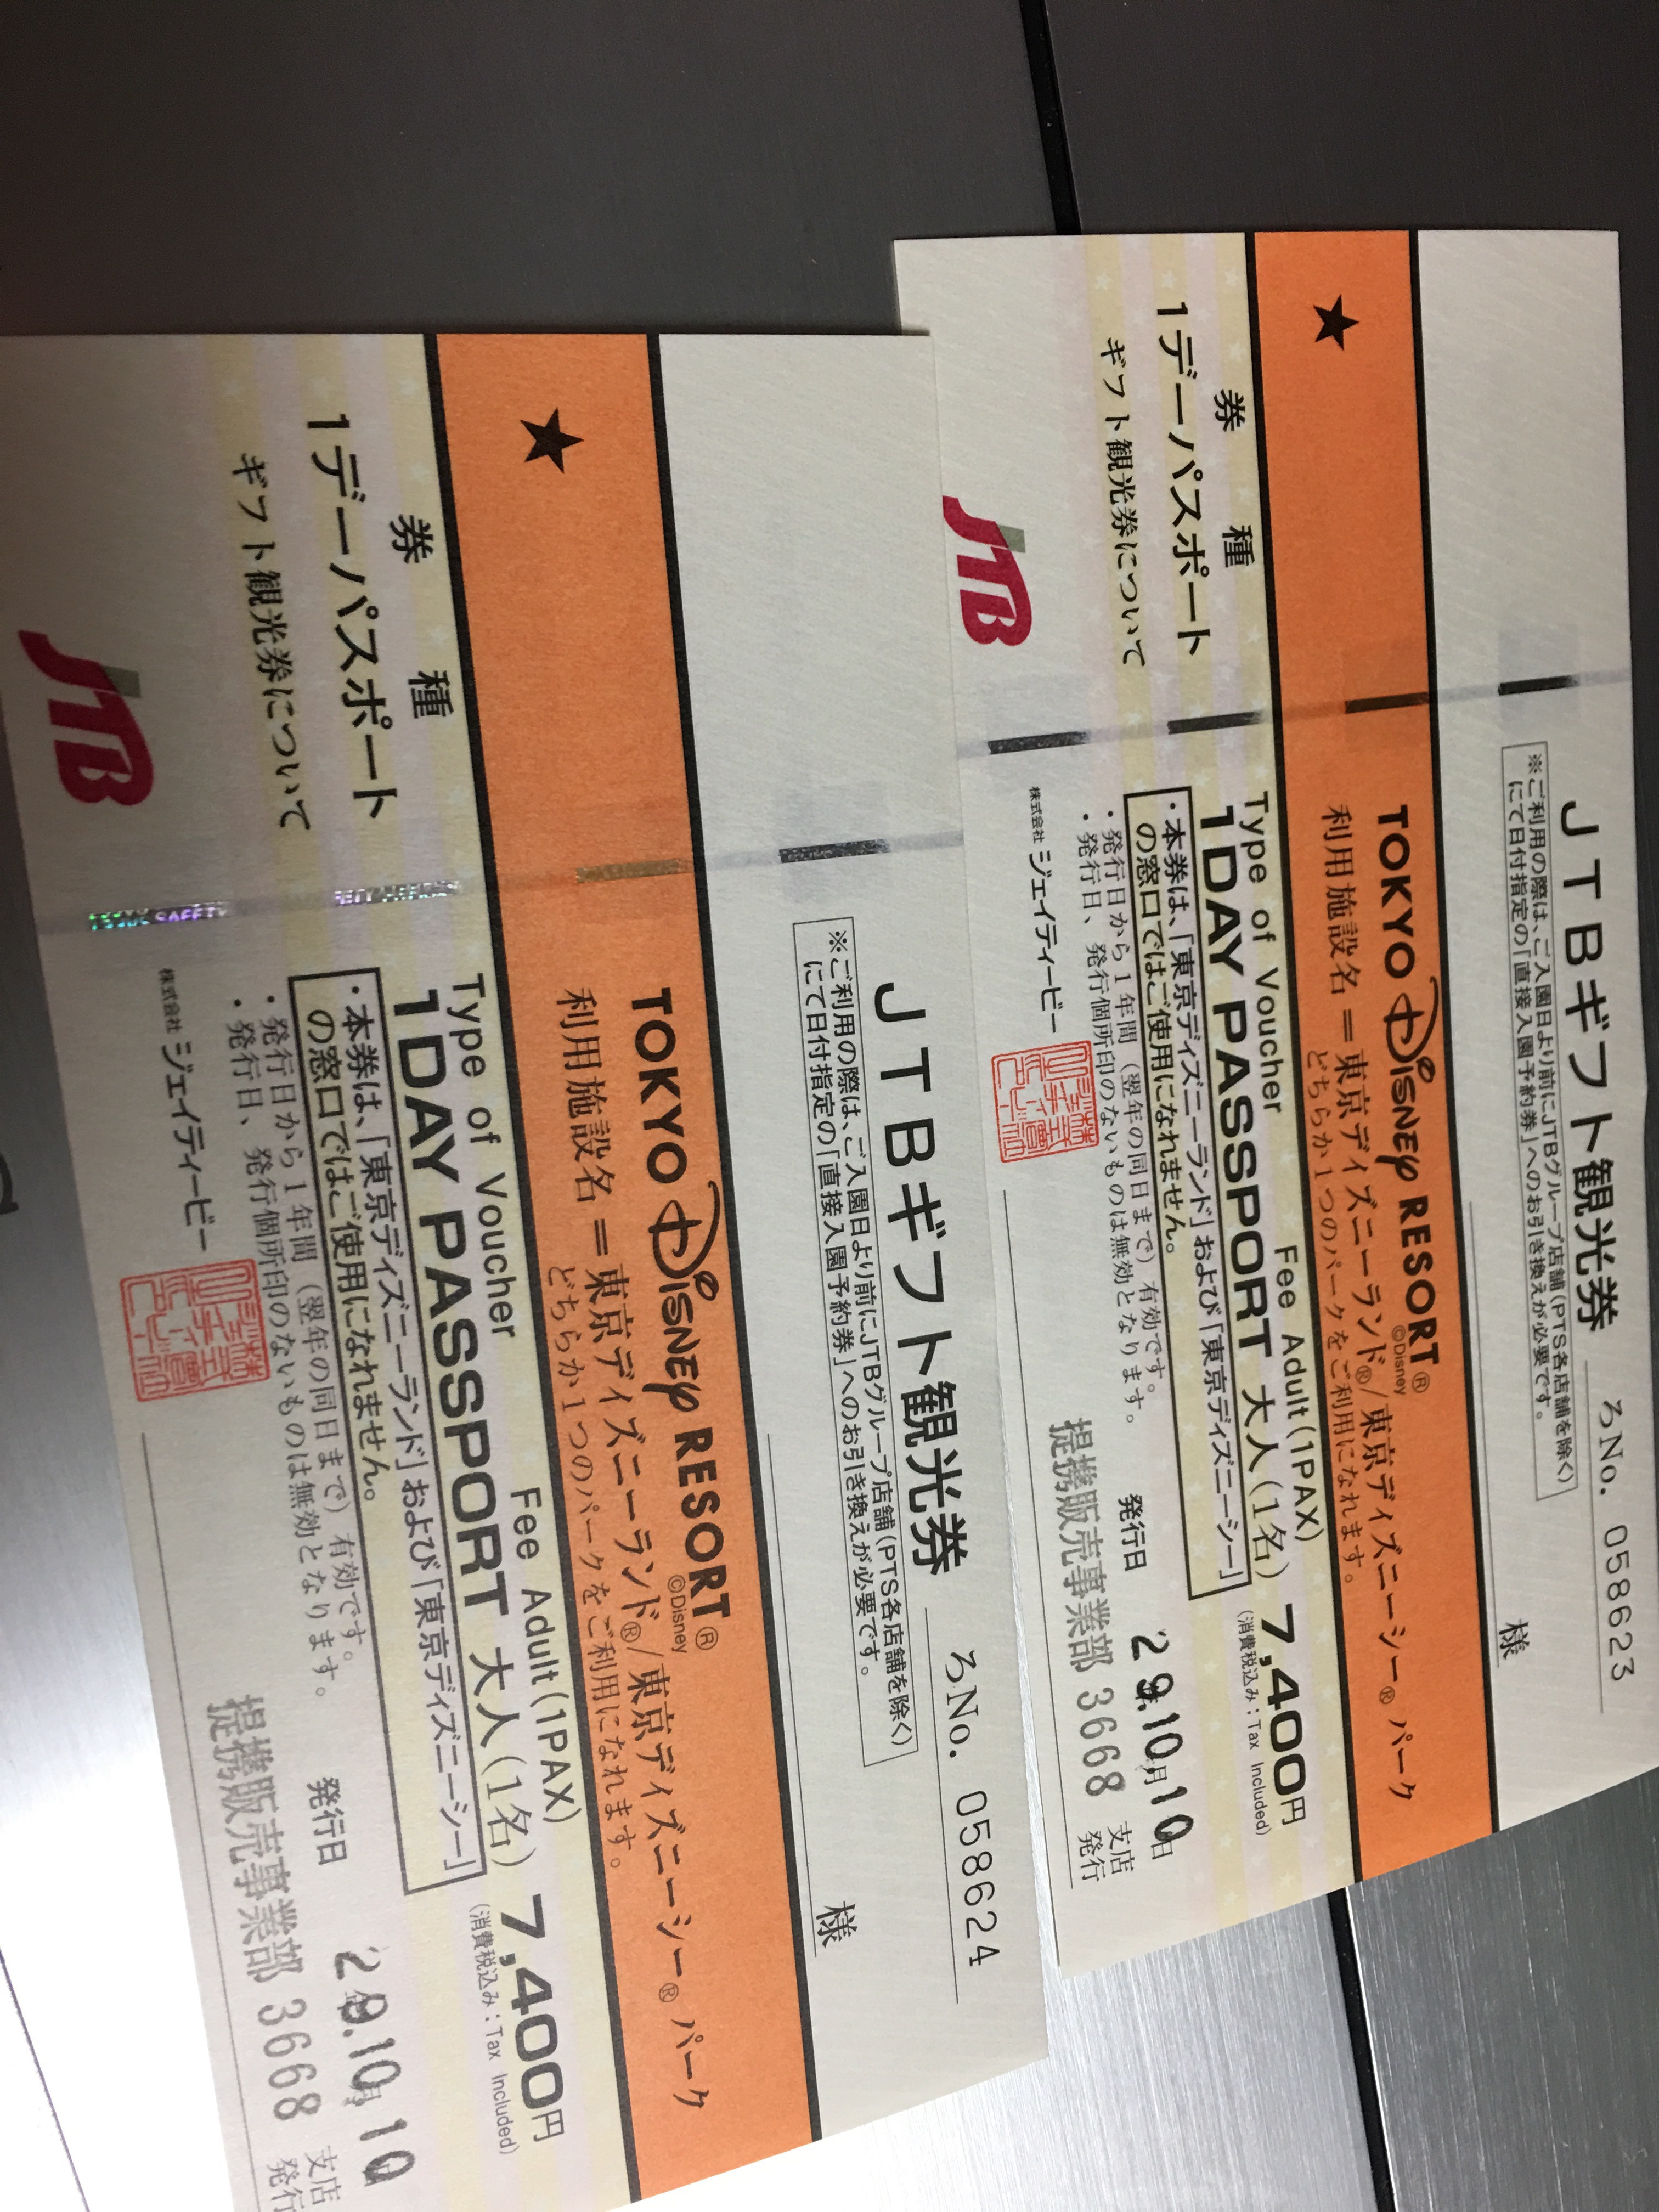 JTBギフト観光券
ろNo. 058623
※ご利用の際は、ご入園日より前にJTBグループ店舗(PTS各店舗を除く)
にて日付指定の「直接入園予約券」へのお引き換えが必要です。
様
★
TOKYO DISNEY RESORT®
©Disney
利用施設名=東京ディズニーランド®/東京ディズニーシー®パーク
どちらか1つのパークをご利用になれます。
券種
Type of Voucher
Fee Adult(1PAX)
1デーパスポート
1DAY PASSPORT 大人(1名) 7,400円
(消費税込み:Tax Included)
ギフト観光券について
・本券は、「東京ディズニーランド」および「東京ディズニーシー」
の窓口ではご使用になれません。
・発行日から1年間(翌年の同日まで)有効です。
・発行日、発行個所印のないものは無効となります。
発行日
29.10月10日
JTB
株式会社 ジェイティービー
提携販売事業部 3668
支店
発行
JTBギフト観光券
ろNo. 058624
※ご利用の際は、ご入園日より前にJTBグループ店舗(PTS各店舗を除く)
にて日付指定の「直接入園予約券」へのお引き換えが必要です。
様
★
TOKYO DISNEY RESORT®
©Disney
利用施設名=東京ディズニーランド®/東京ディズニーシー®パーク
どちらか1つのパークをご利用になれます。
券種
Type of Voucher
Fee Adult(1PAX)
1デーパスポート
1DAY PASSPORT 大人(1名) 7,400円
(消費税込み:Tax Included)
ギフト観光券について
・本券は、「東京ディズニーランド」および「東京ディズニーシー」
の窓口ではご使用になれません。
・発行日から1年間(翌年の同日まで)有効です。
・発行日、発行個所印のないものは無効となります。
発行日
29.10月10
JTB
株式会社 ジェイティービー
提携販売事業部 3668
支店
発行